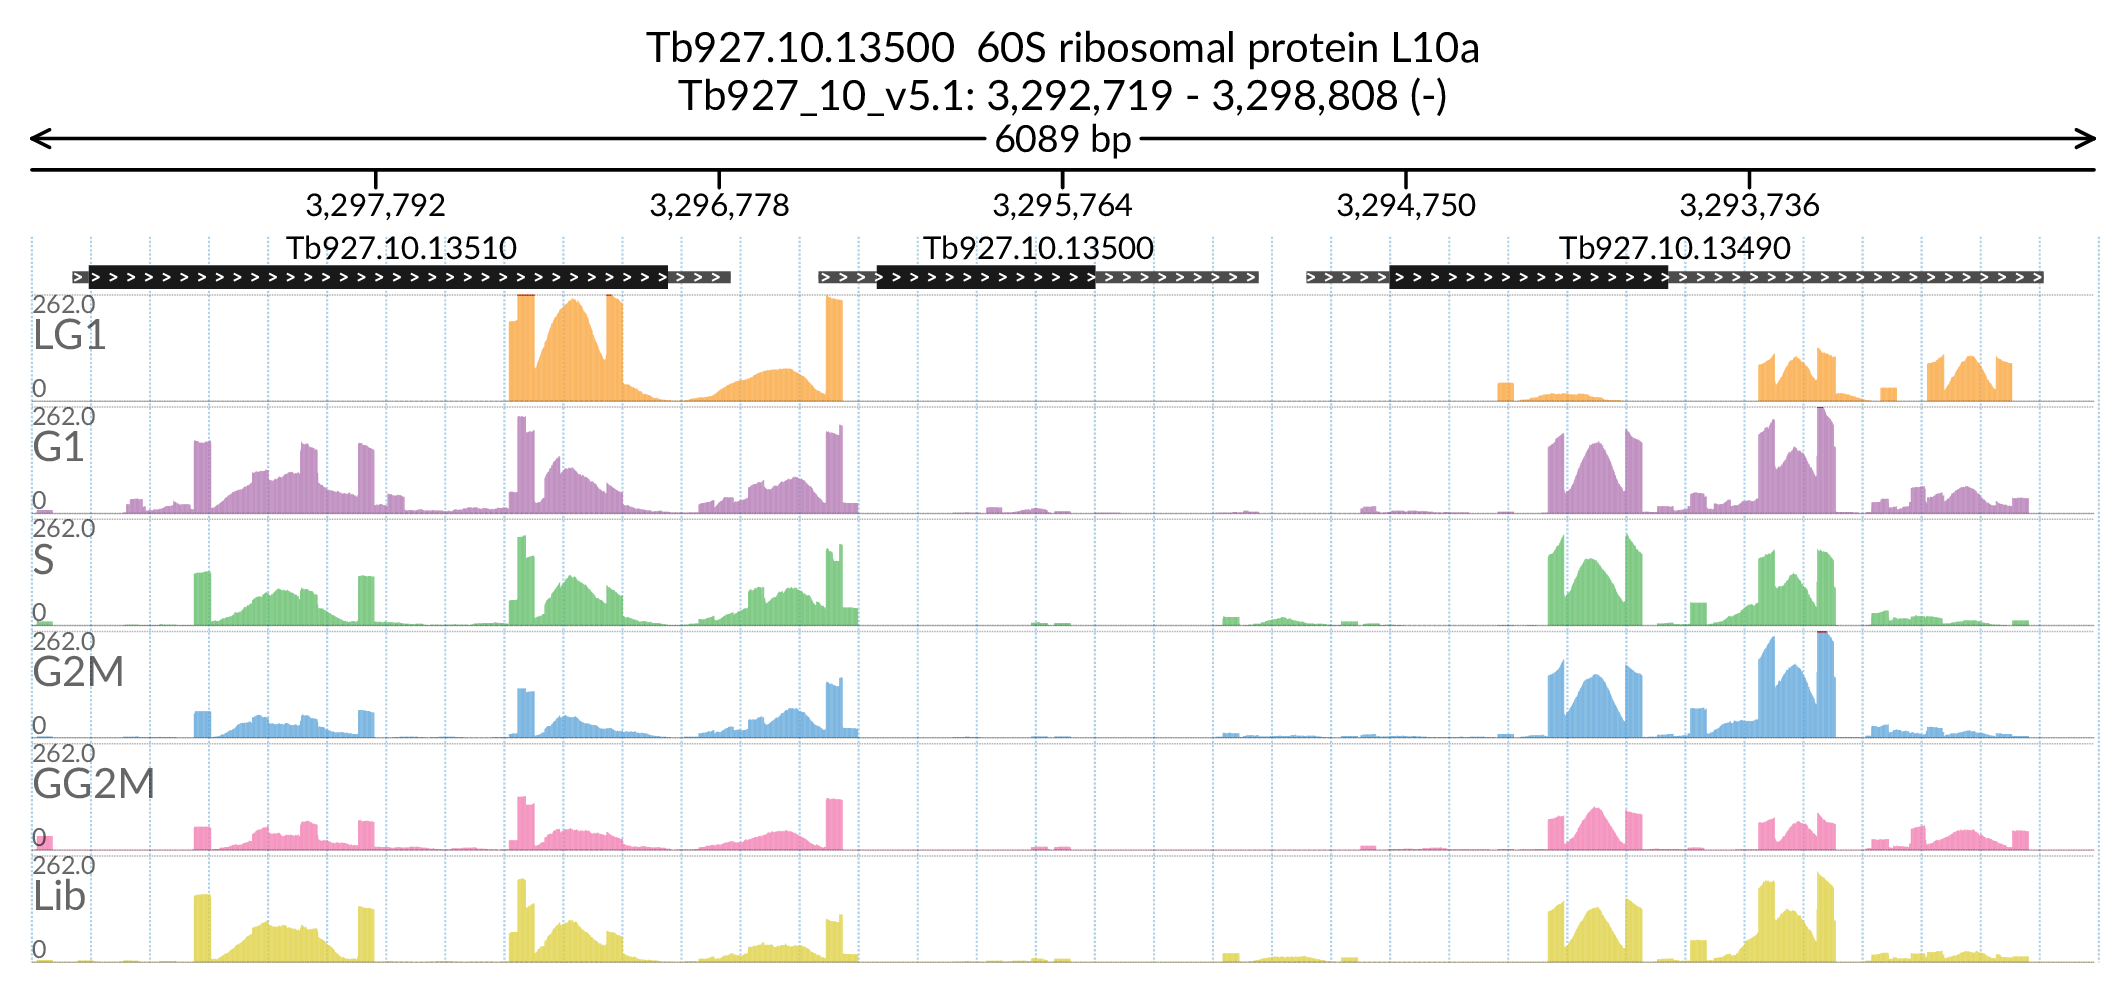 Tb927.10.13500  60S ribosomal protein L10a
Tb927_10_v5.1: 3,292,719 - 3,298,808 (-)
6089 bp
3,297,792 3,296,778 3,295,764 3,294,750 3,293,736
Tb927.10.13510 Tb927.10.13500 Tb927.10.13490
262.0
LG1
0
262.0
G1
0
262.0
S
0
262.0
G2M
0
262.0
GG2M
0
262.0
Lib
0